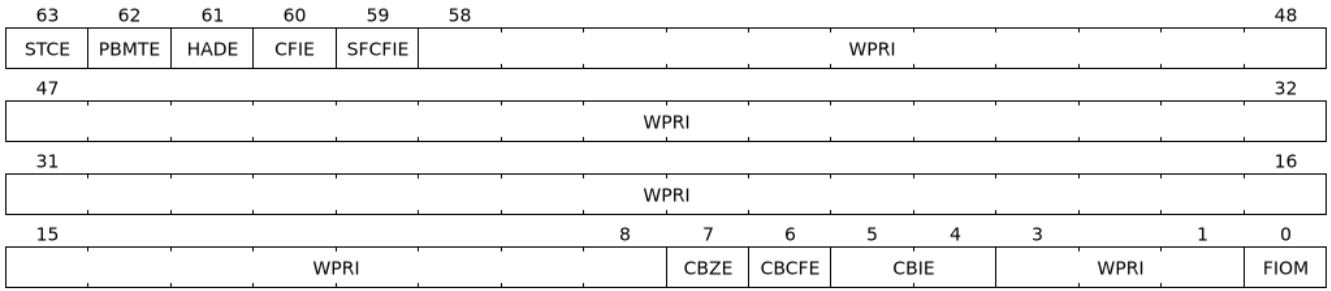 63 62 61 60 59 58 48
STCE PBMTE HADE CFIE SFCFIE WPRI
47 32
WPRI
31 16
WPRI
15 8 7 6 5 4 3 1 0
WPRI CBZE CBCFE CBIE WPRI FIOM